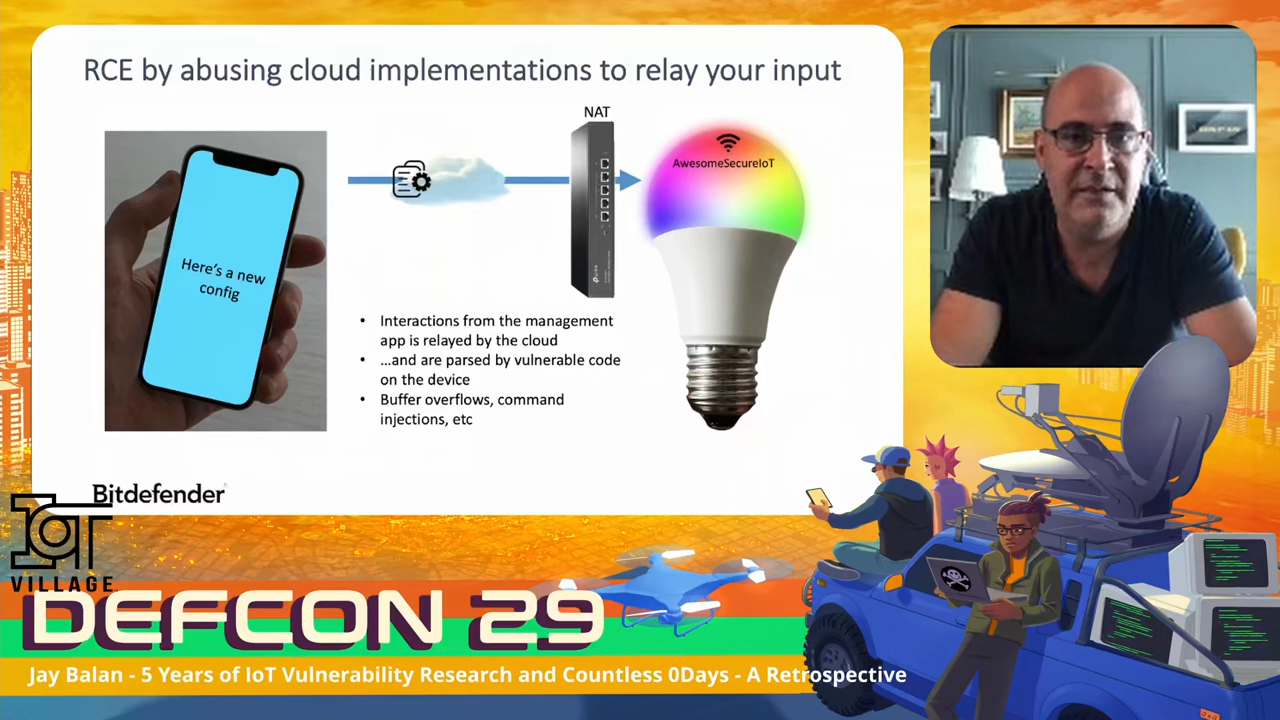 RCE by abusing cloud implementations to relay your input
NAT
AwesomeSecureIoT
Here's a new
config
• Interactions from the management
app is relayed by the cloud
• ...and are parsed by vulnerable code
on the device
• Buffer overflows, command
injections, etc
Bitdefender
IoT
VILLAGE
DEFCON 29
Jay Balan - 5 Years of IoT Vulnerability Research and Countless 0Days - A Retrospective